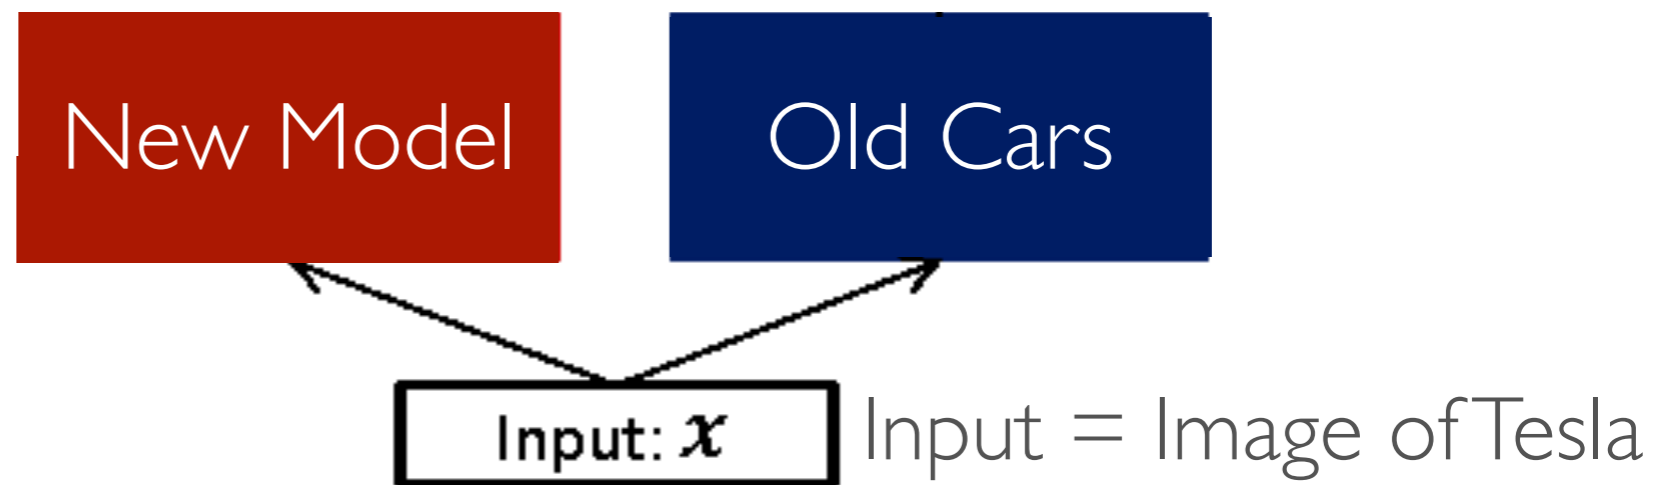 New Model
Old Cars
Input: x
Input = Image of Tesla